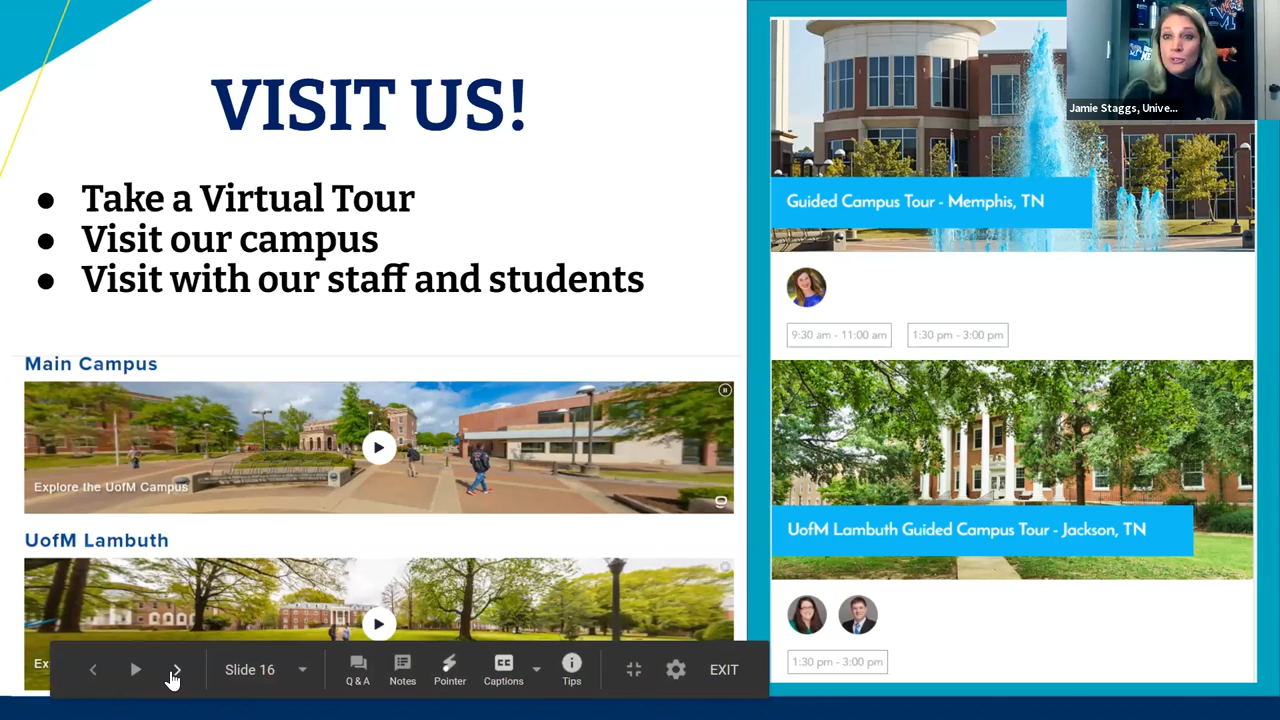 VISIT US!
● Take a Virtual Tour
● Visit our campus
● Visit with our staff and students
Main Campus
Explore the UofM Campus
UofM Lambuth
Ex
Slide 16
Q & A
Notes
Pointer
CC
Captions
Tips
EXIT
Jamie Staggs, Unive...
Guided Campus Tour - Memphis, TN
9:30 am - 11:00 am
1:30 pm - 3:00 pm
UofM Lambuth Guided Campus Tour - Jackson, TN
1:30 pm - 3:00 pm